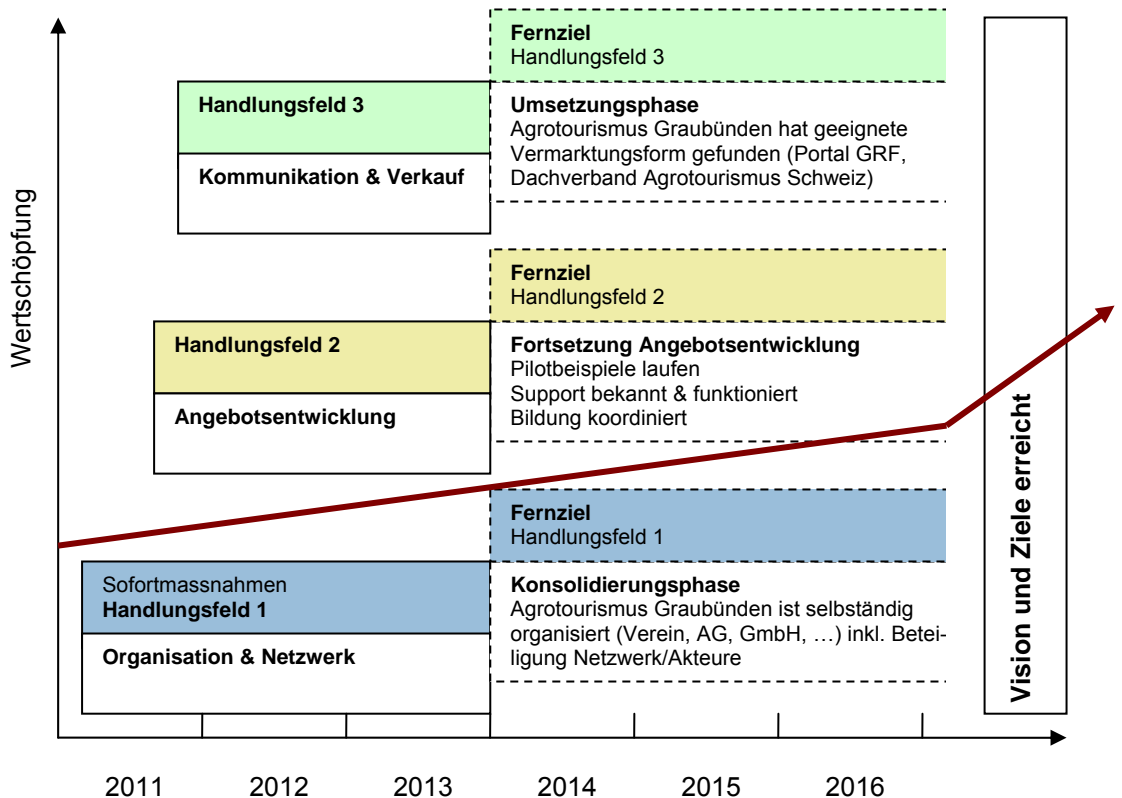 Wertschöpfung
Fernziel
Handlungsfeld 3
Handlungsfeld 3
Kommunikation & Verkauf
Umsetzungsphase
Agrotourismus Graubünden hat geeignete
Vermarktungsform gefunden (Portal GRF,
Dachverband Agrotourismus Schweiz)
Fernziel
Handlungsfeld 2
Handlungsfeld 2
Angebotsentwicklung
Fortsetzung Angebotsentwicklung
Pilotbeispiele laufen
Support bekannt & funktioniert
Bildung koordiniert
Fernziel
Handlungsfeld 1
Sofortmassnahmen
Handlungsfeld 1
Organisation & Netzwerk
Konsolidierungsphase
Agrotourismus Graubünden ist selbständig
organisiert (Verein, AG, GmbH, …) inkl. Betei-
ligung Netzwerk/Akteure
Vision und Ziele erreicht
2011 2012 2013 2014 2015 2016